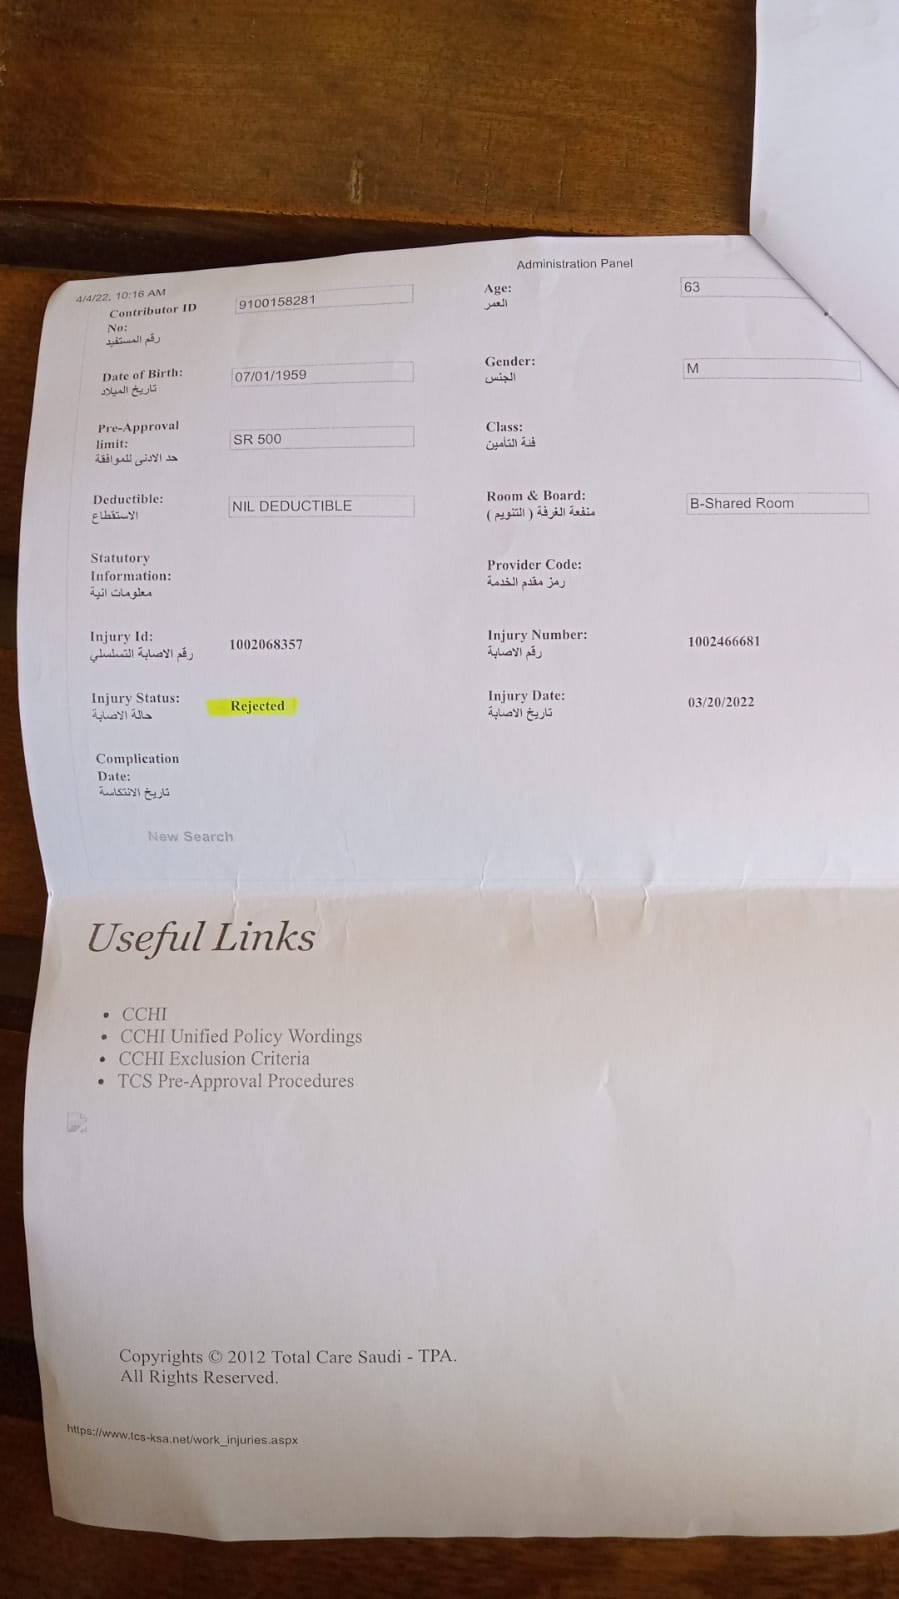 4/4/22, 10:16 AM
Administration Panel
Contributor ID
No:
رقم المستفيد
9100158281
Age:
العمر
63
Date of Birth:
تاريخ الميلاد
07/01/1959
Gender:
الجنس
M
Pre-Approval
limit:
حد الادنى للموافقة
SR 500
Class:
فئة التأمين
Deductible:
الاستقطاع
NIL DEDUCTIBLE
Room & Board:
منفعة الغرفة ( التنويم )
B-Shared Room
Statutory
Information:
معلومات انية
Provider Code:
رمز مقدم الخدمة
Injury Id:
رقم الاصابة التسلسلي
1002068357
Injury Number:
رقم الاصابة
1002466681
Injury Status:
حالة الاصابة
Rejected
Injury Date:
تاريخ الاصابة
03/20/2022
Complication
Date:
تاريخ الانتكاسة
New Search
Useful Links
• CCHI
• CCHI Unified Policy Wordings
• CCHI Exclusion Criteria
• TCS Pre-Approval Procedures
Copyrights © 2012 Total Care Saudi - TPA.
All Rights Reserved.
https://www.tcs-ksa.net/work_injuries.aspx